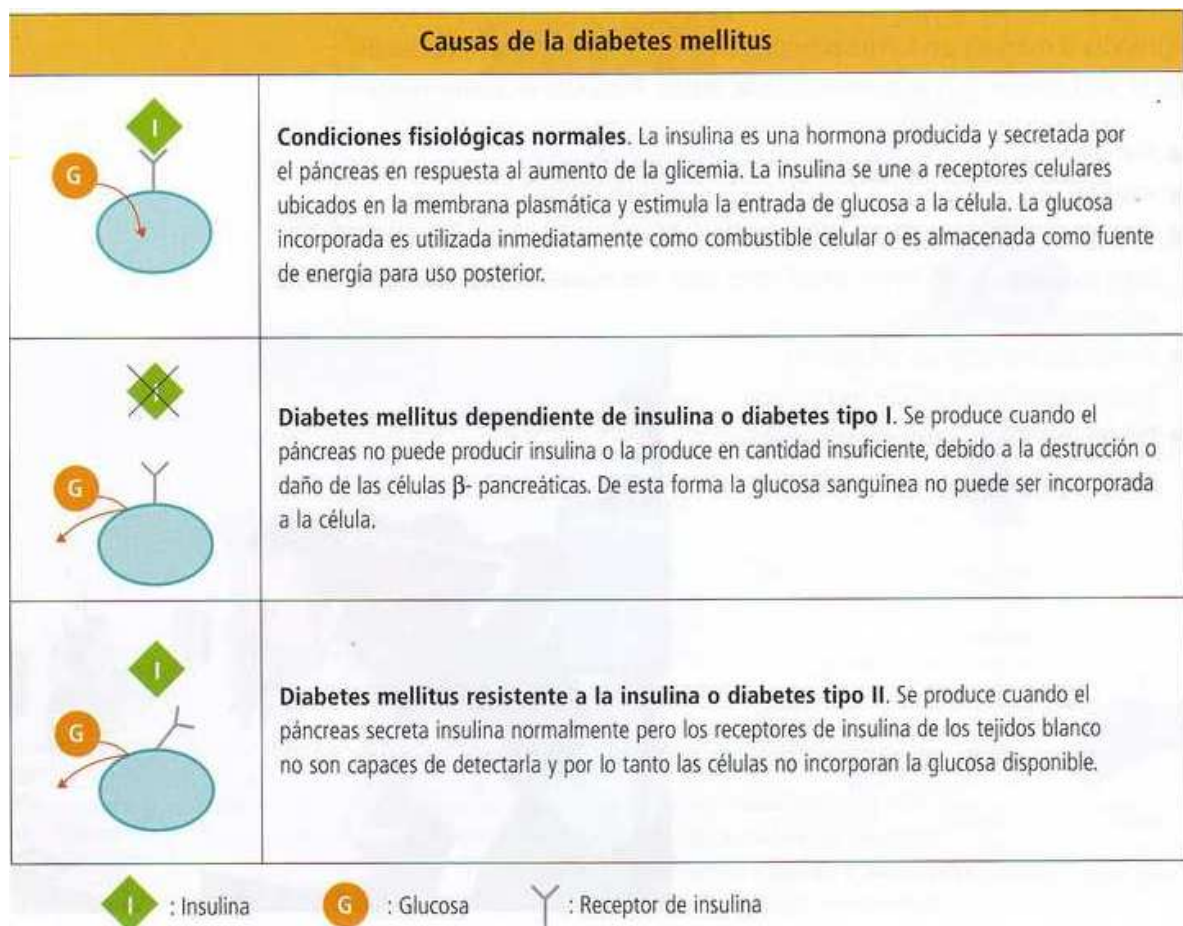 Causas de la diabetes mellitus
I
G
Condiciones fisiológicas normales. La insulina es una hormona producida y secretada por
el páncreas en respuesta al aumento de la glicemia. La insulina se une a receptores celulares
ubicados en la membrana plasmática y estimula la entrada de glucosa a la célula. La glucosa
incorporada es utilizada inmediatamente como combustible celular o es almacenada como fuente
de energía para uso posterior.
I
G
Diabetes mellitus dependiente de insulina o diabetes tipo I. Se produce cuando el
páncreas no puede producir insulina o la produce en cantidad insuficiente, debido a la destrucción o
daño de las células β- pancreáticas. De esta forma la glucosa sanguínea no puede ser incorporada
a la célula.
I
G
Diabetes mellitus resistente a la insulina o diabetes tipo II. Se produce cuando el
páncreas secreta insulina normalmente pero los receptores de insulina de los tejidos blanco
no son capaces de detectarla y por lo tanto las células no incorporan la glucosa disponible.
I : Insulina G : Glucosa : Receptor de insulina